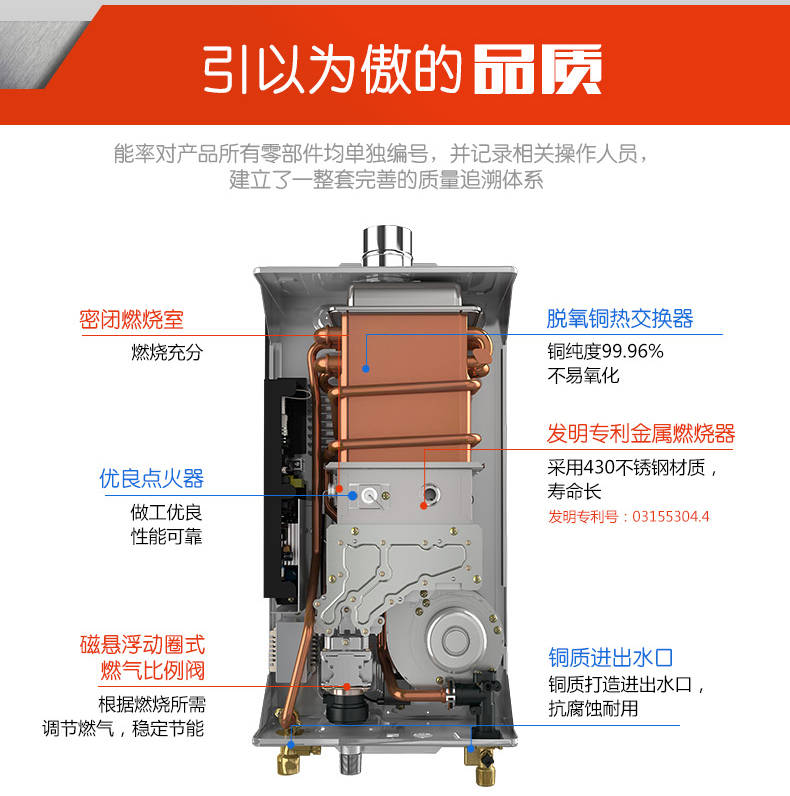 引以为傲的品质
能率对产品所有零部件均单独编号，并记录相关操作人员，
建立了一整套完善的质量追溯体系
密闭燃烧室
燃烧充分
脱氧铜热交换器
铜纯度99.96%
不易氧化
发明专利金属燃烧器
采用430不锈钢材质，
寿命长
发明专利号：03155304.4
优良点火器
做工优良
性能可靠
磁悬浮动圈式
燃气比例阀
根据燃烧所需
调节燃气，稳定节能
铜质进出水口
铜质打造进出水口，
抗腐蚀耐用